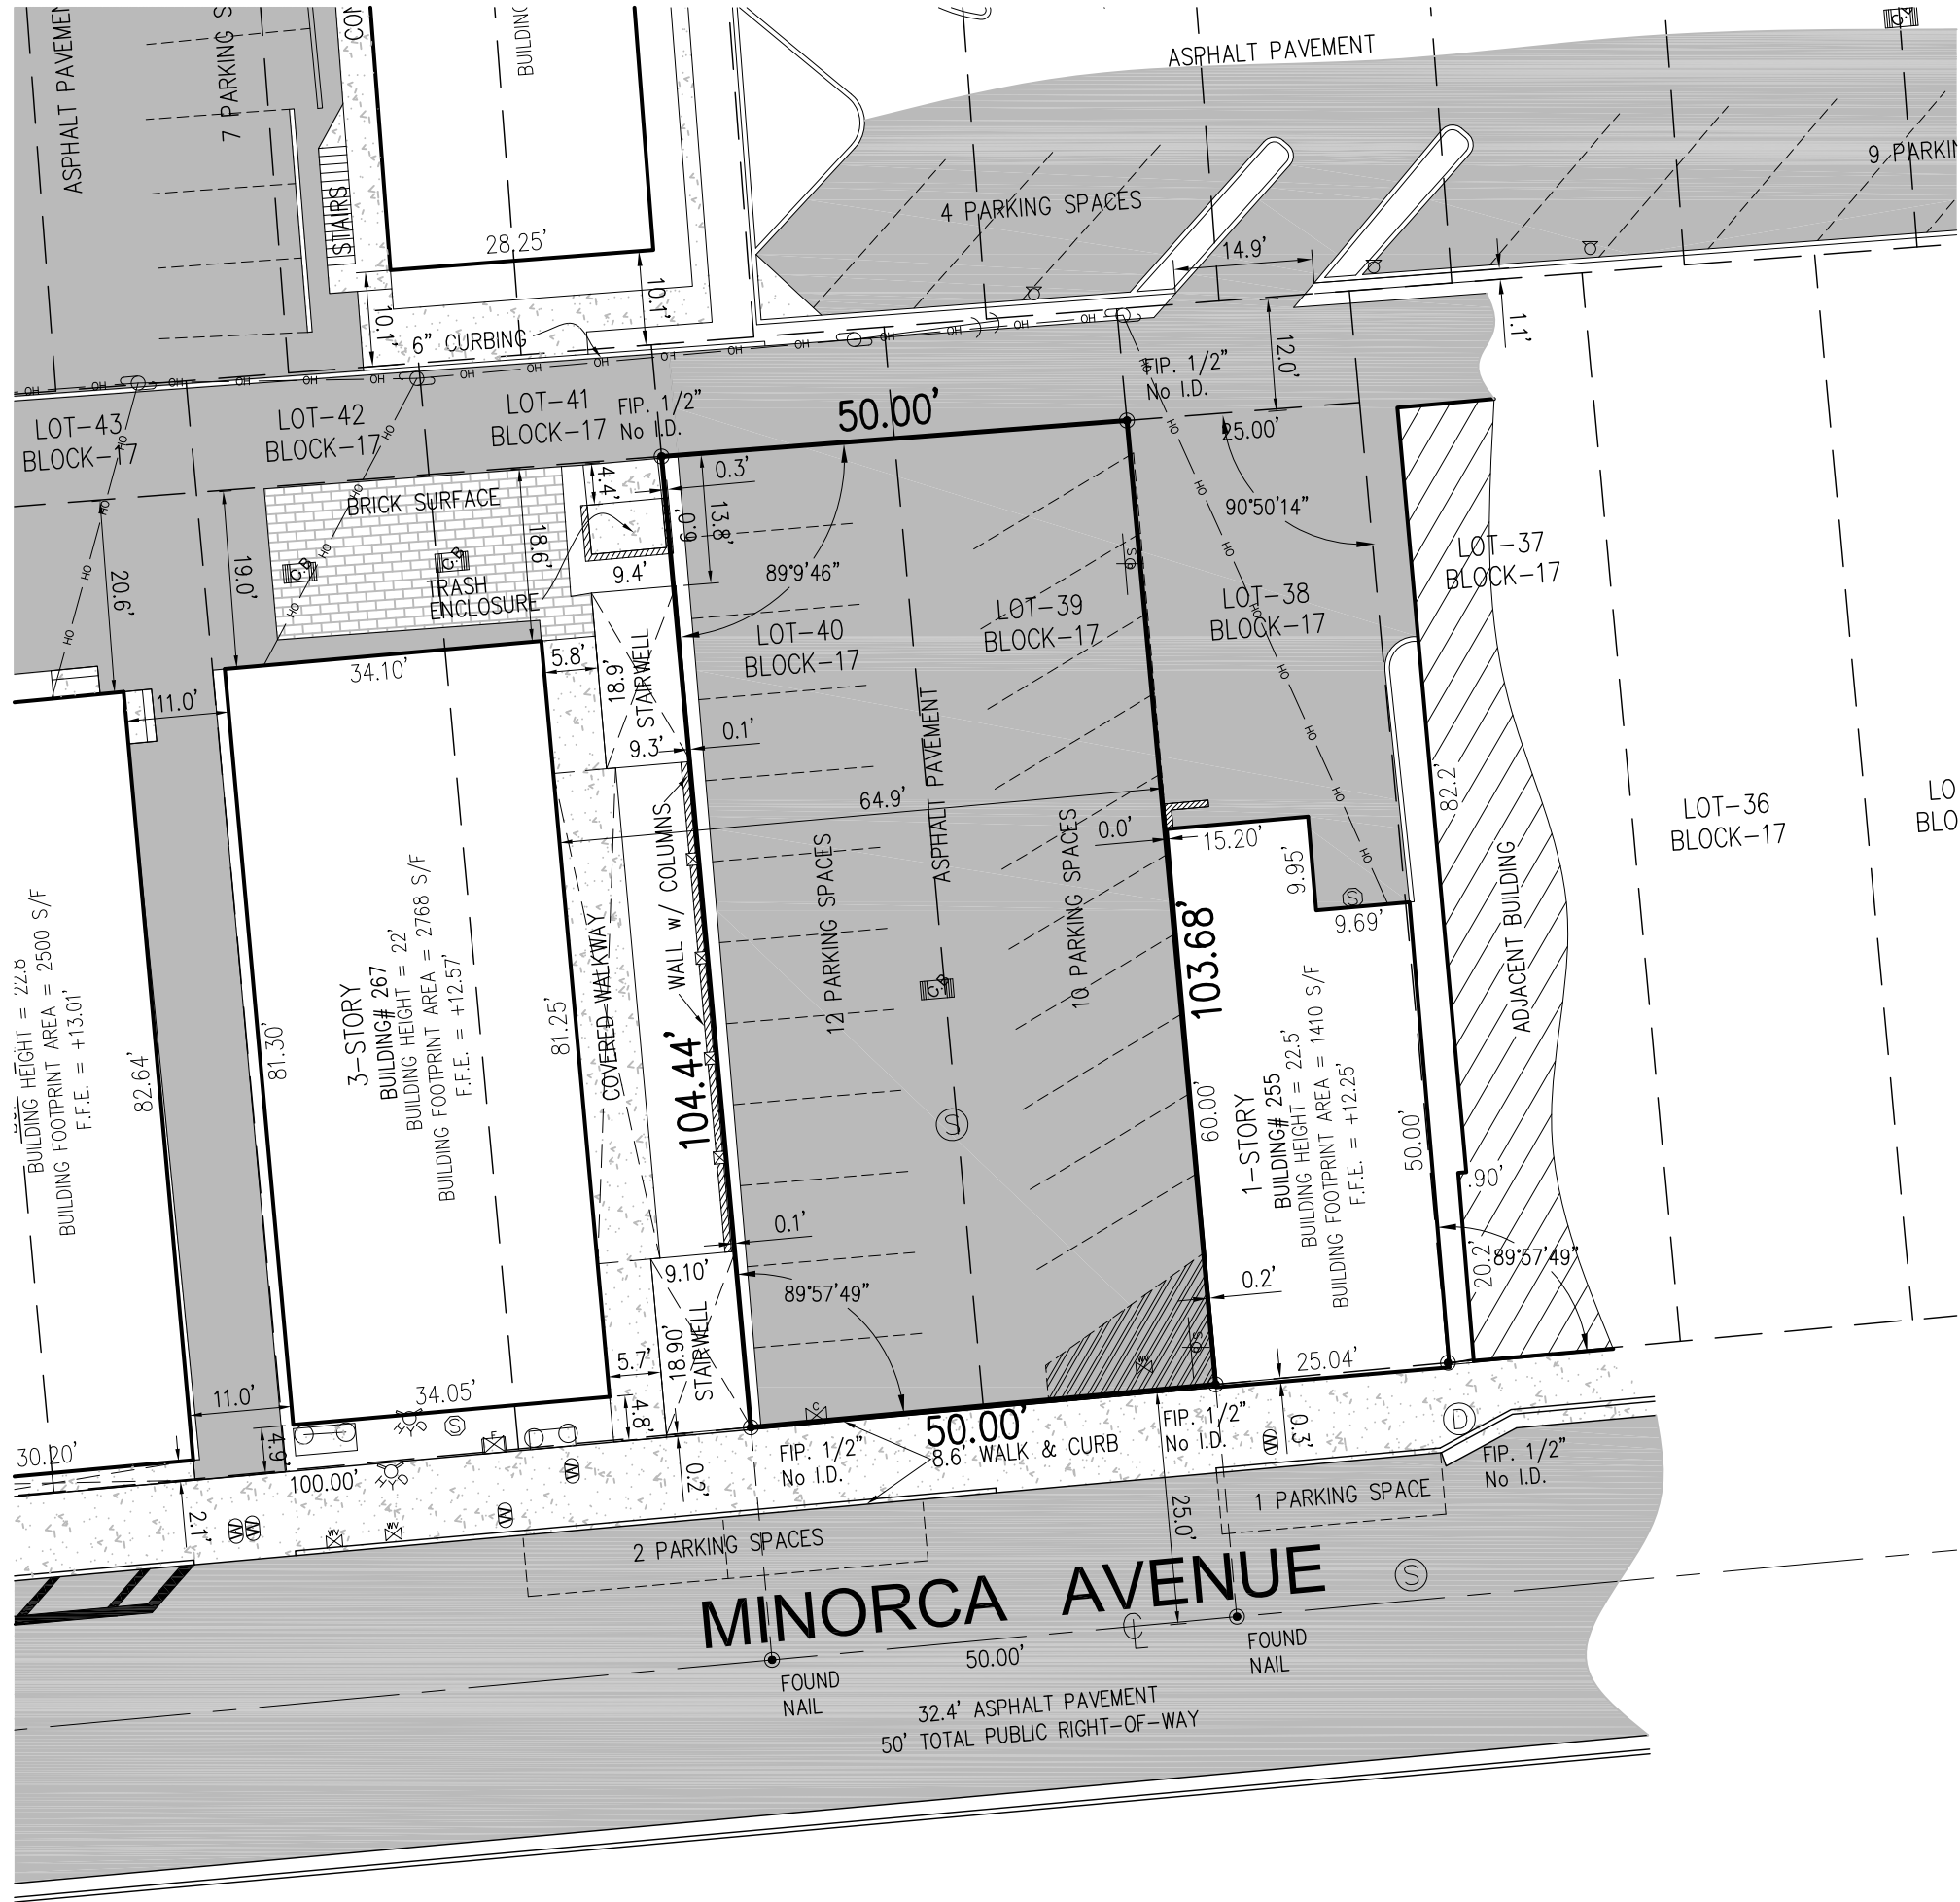 ASPHALT PAVEMENT
28.25'
STAIRS
10.1'
10.1'
6" CURBING
4 PARKING SPACES
ASPHALT PAVEMENT
14.9'
12.0'
1.1'
LOT-43
BLOCK-17
LOT-42
BLOCK-17
LOT-41
BLOCK-17
FIP. 1/2"
No I.D.
50.00'
FIP. 1/2"
No I.D.
25.00'
90°50'14"
BRICK SURFACE
TRASH
ENCLOSURE
4.4'
6.0'
0.3'
13.8'
9.4'
89°9'46"
20.6'
19.0'
18.6'
C.B.
C.B.
34.10'
5.8'
18.9'
STAIRWELL
9.3'
0.1'
11.0'
LOT-40
BLOCK-17
LOT-39
BLOCK-17
LOT-38
BLOCK-17
LOT-37
BLOCK-17
LOT-36
BLOCK-17
64.9'
12 PARKING SPACES
ASPHALT PAVEMENT
10 PARKING SPACES
WALL w/ COLUMNS
COVERED WALKWAY
0.0'
15.20'
9.95'
9.69'
82.2'
ADJACENT BUILDING
BUILDING HEIGHT = 22.8
BUILDING FOOTPRINT AREA = 2500 S/F
F.F.E. = +13.01'
82.64'
81.30'
3-STORY
BUILDING# 267
BUILDING HEIGHT = 22'
BUILDING FOOTPRINT AREA = 2768 S/F
F.F.E. = +12.57'
81.25'
104.44'
103.68'
60.00'
1-STORY
BUILDING# 255
BUILDING HEIGHT = 22.5'
BUILDING FOOTPRINT AREA = 1410 S/F
F.F.E. = +12.25'
50.00'
.90'
20.2'
89°57'49"
0.1'
9.10'
89°57'49"
0.2'
18.90'
STAIRWELL
5.7'
4.8'
34.05'
11.0'
4.9'
30.20'
100.00'
2.1'
0.2'
25.04'
0.3'
50.00'
8.6' WALK & CURB
FIP. 1/2"
No I.D.
FIP. 1/2"
No I.D.
FIP. 1/2"
No I.D.
2 PARKING SPACES
1 PARKING SPACE
25.0'
MINORCA AVENUE
50.00'
FOUND
NAIL
FOUND
NAIL
32.4' ASPHALT PAVEMENT
50' TOTAL PUBLIC RIGHT-OF-WAY